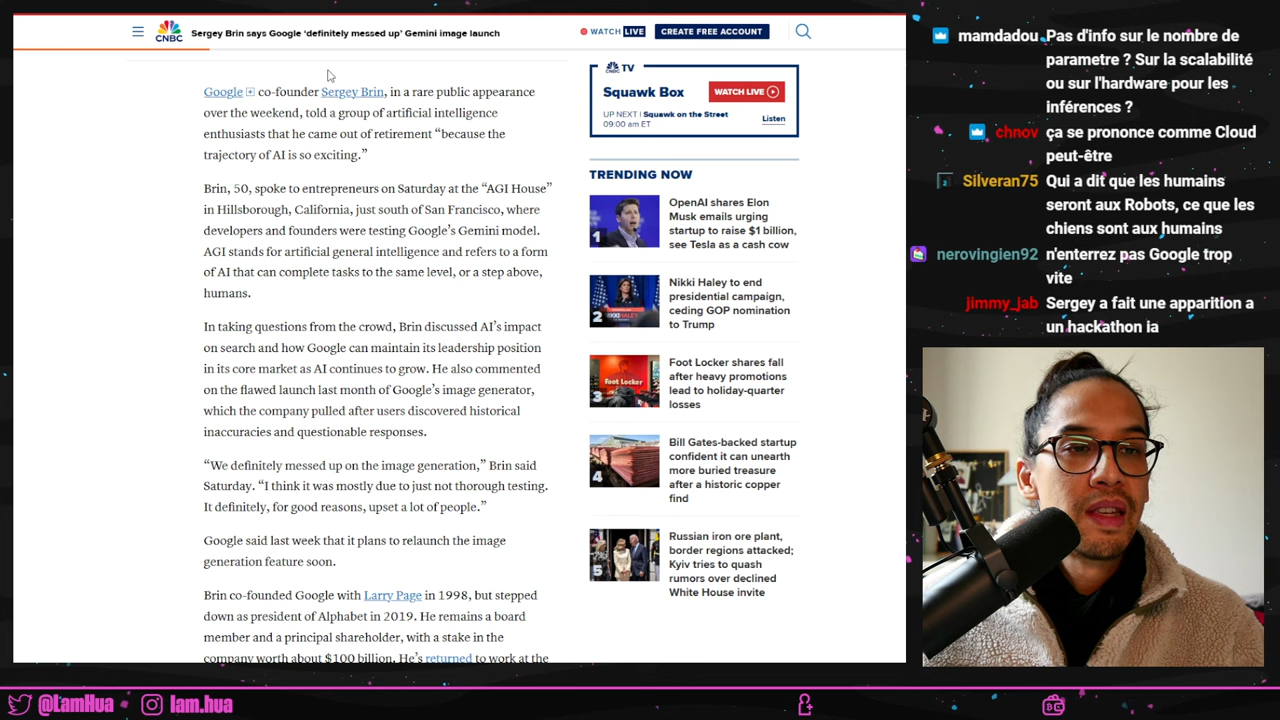 CNBC
Sergey Brin says Google ‘definitely messed up’ Gemini image launch
WATCH LIVE
CREATE FREE ACCOUNT
Google co-founder Sergey Brin, in a rare public appearance
over the weekend, told a group of artificial intelligence
enthusiasts that he came out of retirement “because the
trajectory of AI is so exciting.”
Brin, 50, spoke to entrepreneurs on Saturday at the “AGI House”
in Hillsborough, California, just south of San Francisco, where
developers and founders were testing Google’s Gemini model.
AGI stands for artificial general intelligence and refers to a form
of AI that can complete tasks to the same level, or a step above,
humans.
In taking questions from the crowd, Brin discussed AI’s impact
on search and how Google can maintain its leadership position
in its core market as AI continues to grow. He also commented
on the flawed launch last month of Google’s image generator,
which the company pulled after users discovered historical
inaccuracies and questionable responses.
“We definitely messed up on the image generation,” Brin said
Saturday. “I think it was mostly due to just not thorough testing.
It definitely, for good reasons, upset a lot of people.”
Google said last week that it plans to relaunch the image
generation feature soon.
Brin co-founded Google with Larry Page in 1998, but stepped
down as president of Alphabet in 2019. He remains a board
member and a principal shareholder, with a stake in the
company worth about $100 billion. He’s returned to work at the
TV
Squawk Box
WATCH LIVE
UP NEXT | Squawk on the Street
09:00 am ET
Listen
TRENDING NOW
1
OpenAI shares Elon
Musk emails urging
startup to raise $1 billion,
see Tesla as a cash cow
2
Nikki Haley to end
presidential campaign,
ceding GOP nomination
to Trump
3
Foot Locker
Foot Locker shares fall
after heavy promotions
lead to holiday-quarter
losses
4
Bill Gates-backed startup
confident it can unearth
more buried treasure
after a historic copper
find
5
Russian iron ore plant,
border regions attacked;
Kyiv tries to quash
rumors over declined
White House invite
mamdadou Pas d'info sur le nombre de
parametre ? Sur la scalabilité
ou sur l'hardware pour les
inférences ?
chnov ça se prononce comme Cloud
peut-être
2 Silveran75 Qui a dit que les humains
seront aux Robots, ce que les
chiens sont aux humains
nerovingien92 n'enterrez pas Google trop
vite
jimmy_jab Sergey a fait une apparition a
un hackathon ia
@LamHua
lam.hua